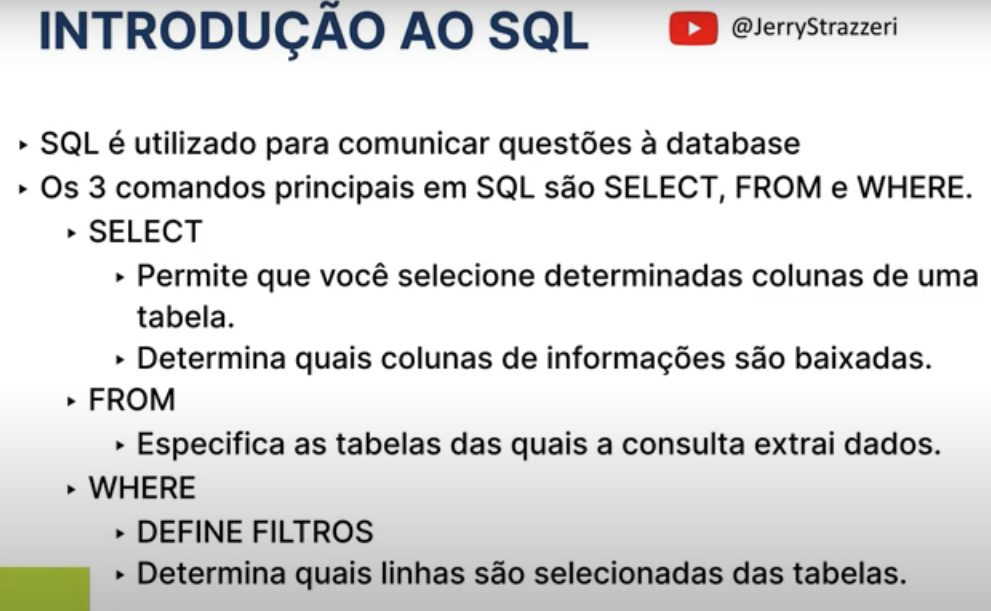 INTRODUÇÃO AO SQL
@JerryStrazzeri
‣ SQL é utilizado para comunicar questões à database
‣ Os 3 comandos principais em SQL são SELECT, FROM e WHERE.
‣ SELECT
‣ Permite que você selecione determinadas colunas de uma
tabela.
‣ Determina quais colunas de informações são baixadas.
‣ FROM
‣ Especifica as tabelas das quais a consulta extrai dados.
‣ WHERE
‣ DEFINE FILTROS
‣ Determina quais linhas são selecionadas das tabelas.